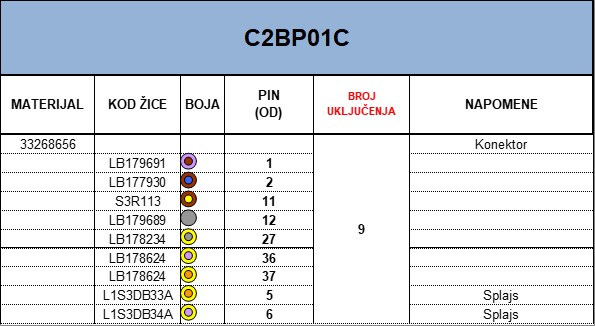 C2BP01C
MATERIJAL KOD ŽICE BOJA PIN (OD) BROJ UKLJUČENJA NAPOMENE
33268656 Konektor
LB179691 1
LB177930 2
S3R113 11
LB179689 12
LB178234 27
9
LB178624 36
LB178624 37
L1S3DB33A 5 Splajs
L1S3DB34A 6 Splajs